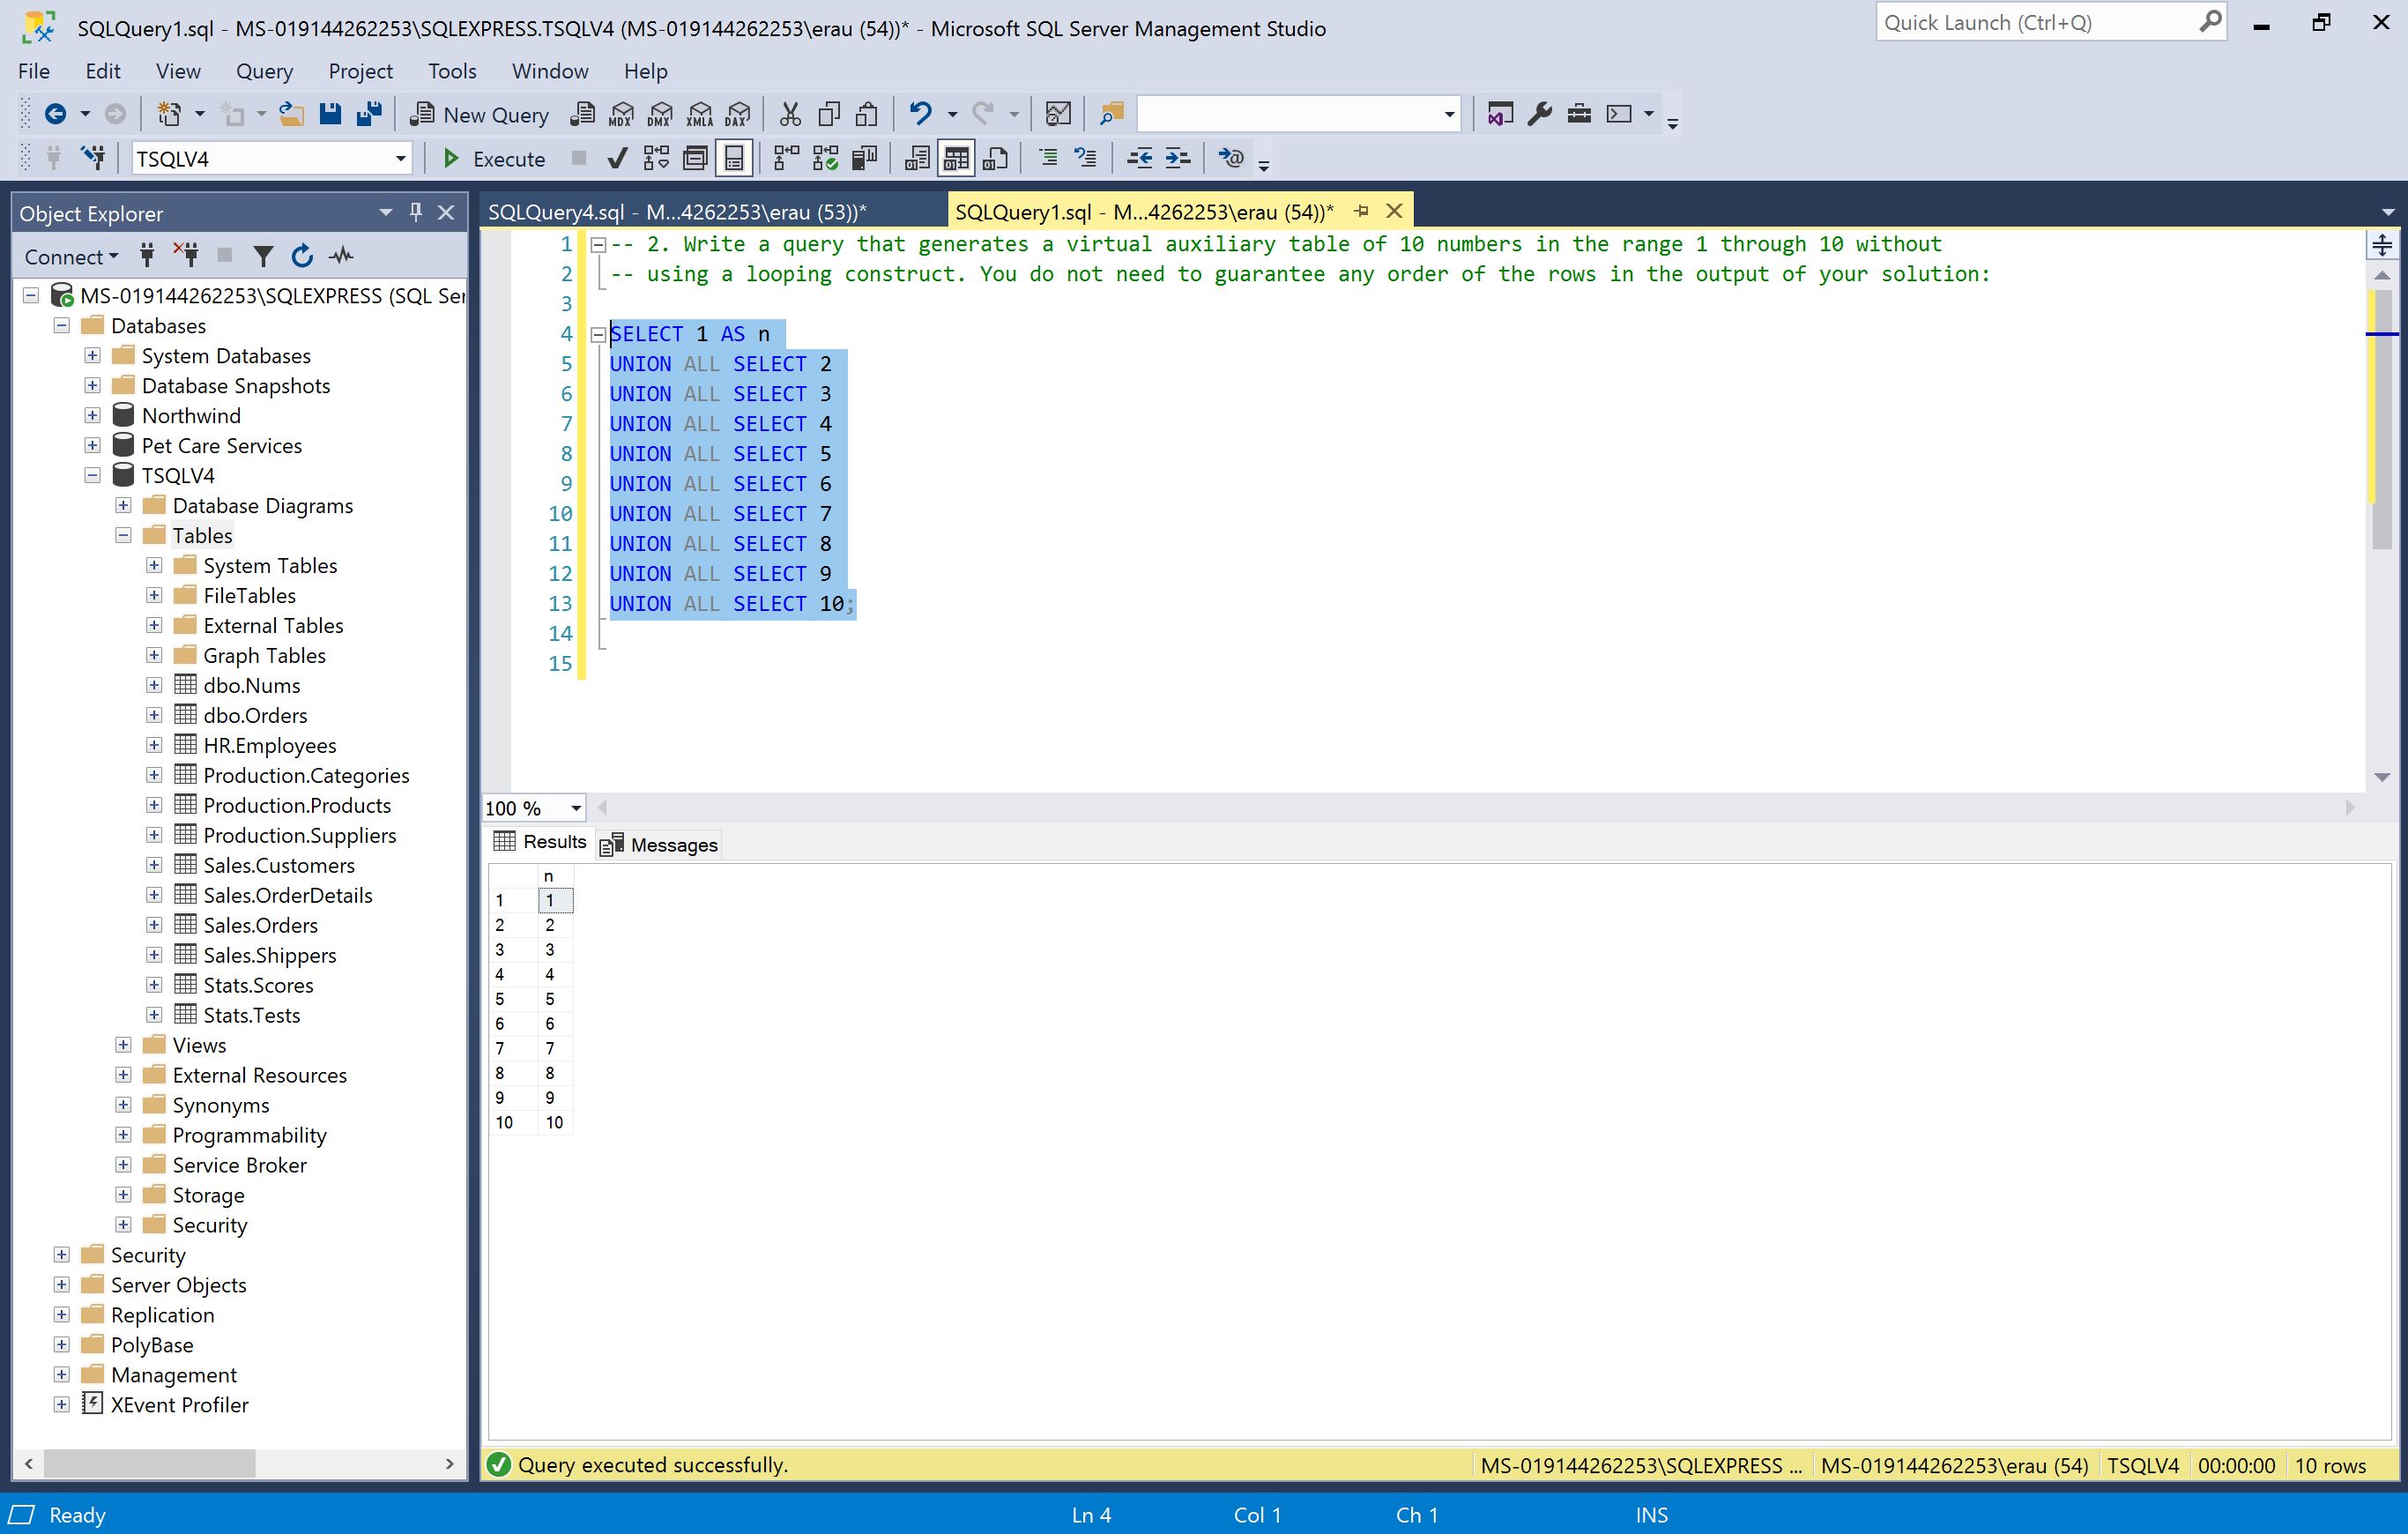 SQLQuery1.sql - MS-019144262253\SQLEXPRESS.TSQLV4 (MS-019144262253\erau (54))* - Microsoft SQL Server Management Studio
Quick Launch (Ctrl+Q)
File Edit View Query Project Tools Window Help
New Query MDX DMX XMLA DAX
TSQLV4 Execute
Object Explorer
Connect
MS-019144262253\SQLEXPRESS (SQL Ser
Databases
System Databases
Database Snapshots
Northwind
Pet Care Services
TSQLV4
Database Diagrams
Tables
System Tables
FileTables
External Tables
Graph Tables
dbo.Nums
dbo.Orders
HR.Employees
Production.Categories
Production.Products
Production.Suppliers
Sales.Customers
Sales.OrderDetails
Sales.Orders
Sales.Shippers
Stats.Scores
Stats.Tests
Views
External Resources
Synonyms
Programmability
Service Broker
Storage
Security
Security
Server Objects
Replication
PolyBase
Management
XEvent Profiler
SQLQuery4.sql - M...4262253\erau (53))* SQLQuery1.sql - M...4262253\erau (54))*
1 -- 2. Write a query that generates a virtual auxiliary table of 10 numbers in the range 1 through 10 without
2 -- using a looping construct. You do not need to guarantee any order of the rows in the output of your solution:
3
4 SELECT 1 AS n
5 UNION ALL SELECT 2
6 UNION ALL SELECT 3
7 UNION ALL SELECT 4
8 UNION ALL SELECT 5
9 UNION ALL SELECT 6
10 UNION ALL SELECT 7
11 UNION ALL SELECT 8
12 UNION ALL SELECT 9
13 UNION ALL SELECT 10;
14
15
100 %
Results Messages
n
1 1
2 2
3 3
4 4
5 5
6 6
7 7
8 8
9 9
10 10
Query executed successfully. MS-019144262253\SQLEXPRESS ... MS-019144262253\erau (54) TSQLV4 00:00:00 10 rows
Ready Ln 4 Col 1 Ch 1 INS